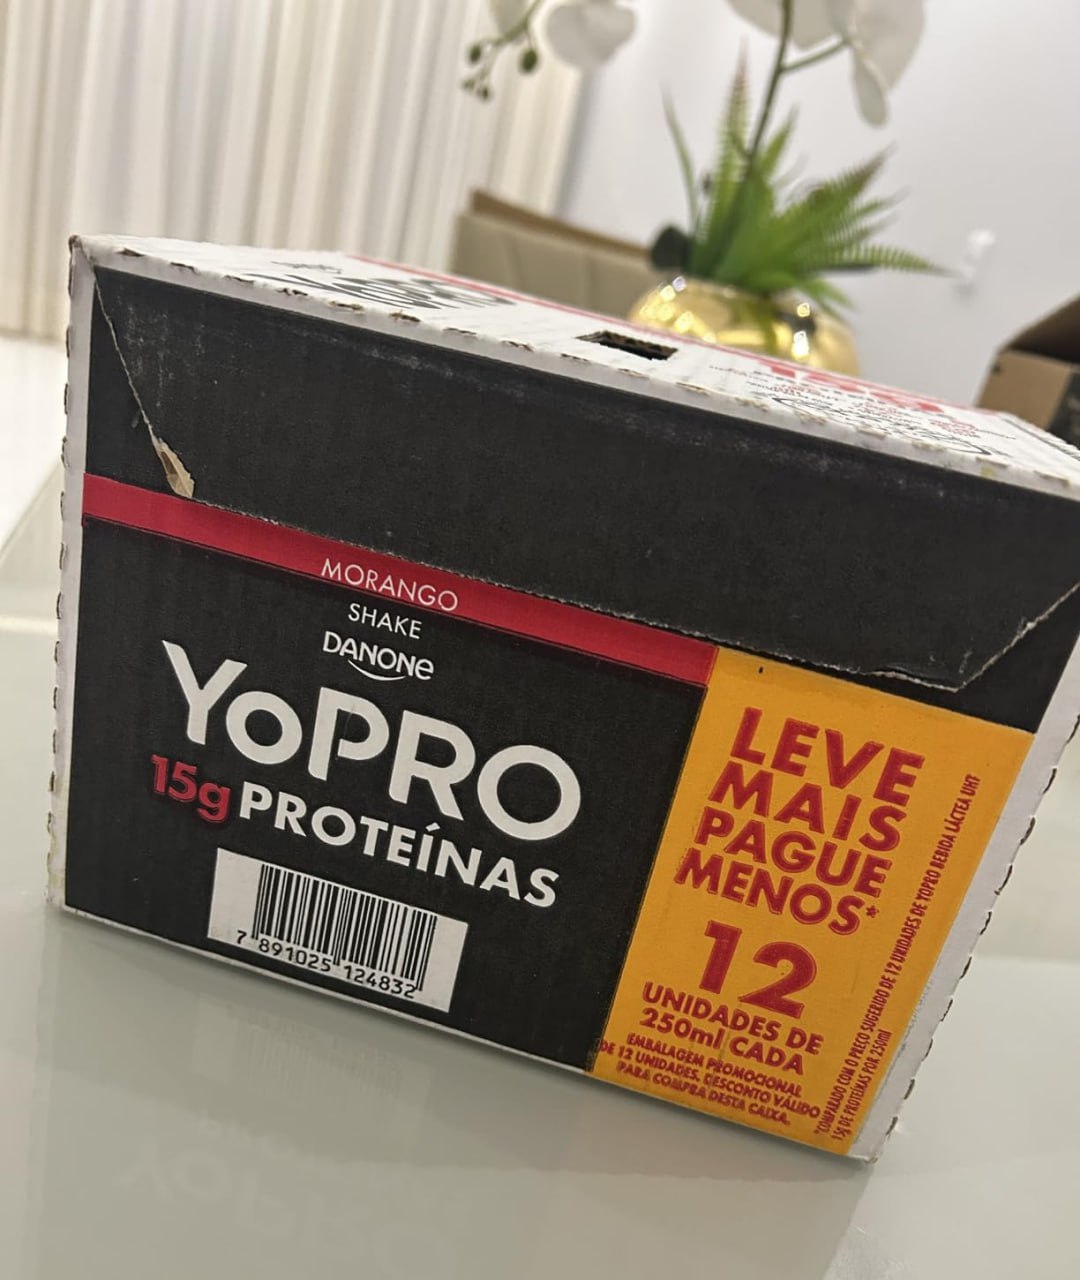 MORANGO
SHAKE
DANONE
YoPRO
15g PROTEÍNAS
7 891025 124832
LEVE
MAIS
PAGUE
MENOS*
12
UNIDADES DE
250ml CADA
EMBALAGEM PROMOCIONAL
DE 12 UNIDADES. DESCONTO VÁLIDO
PARA COMPRA DESTA CAIXA.
*COMPARADO COM O PREÇO SUGERIDO DE 12 UNIDADES DE YOPRO BEBIDA LÁCTEA UHT
15g DE PROTEÍNAS POR 250ml